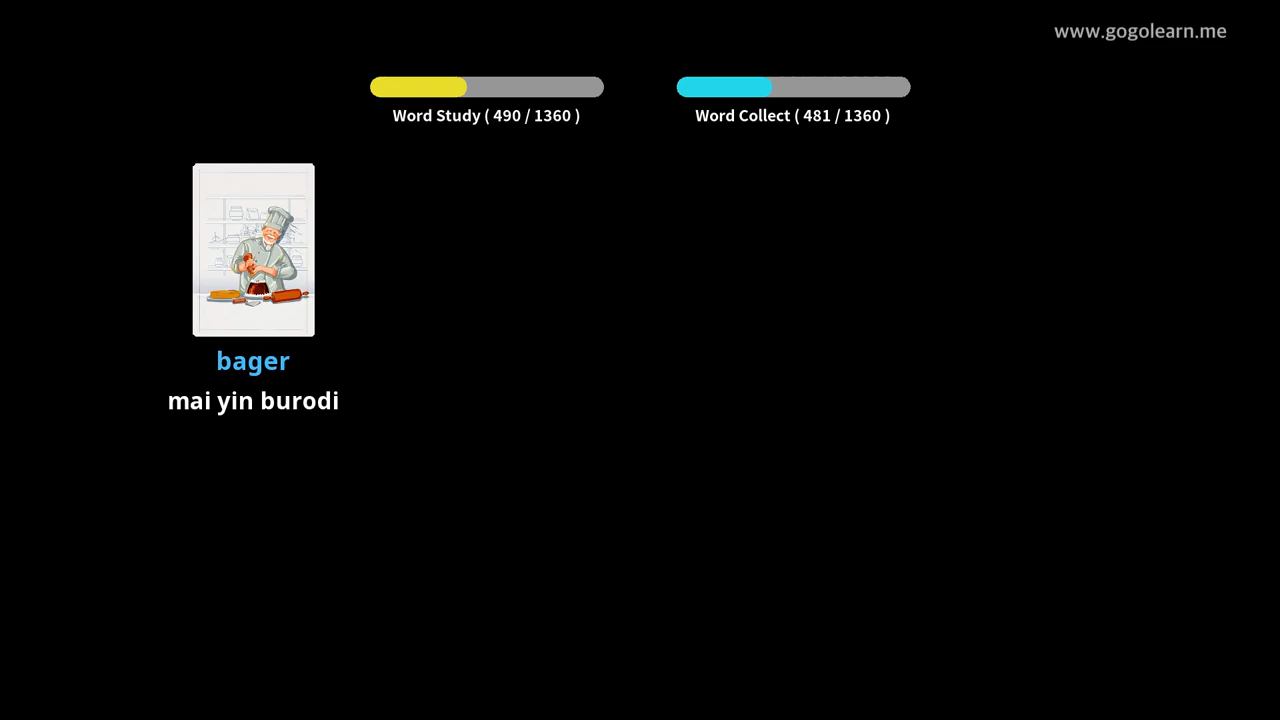 www.gogolearn.me
Word Study ( 490 / 1360 )
Word Collect ( 481 / 1360 )
bager
mai yin burodi